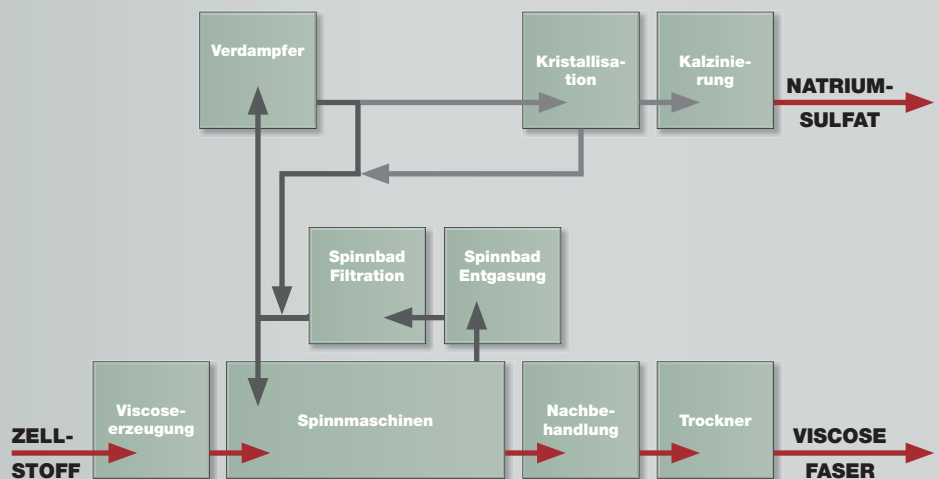 Verdampfer
Kristallisa-
tion
Kalzinie-
rung
NATRIUM-
SULFAT
Spinnbad
Filtration
Spinnbad
Entgasung
ZELL-
STOFF
Viscose-
erzeugung
Spinnmaschinen
Nachbe-
handlung
Trockner
VISCOSE
FASER